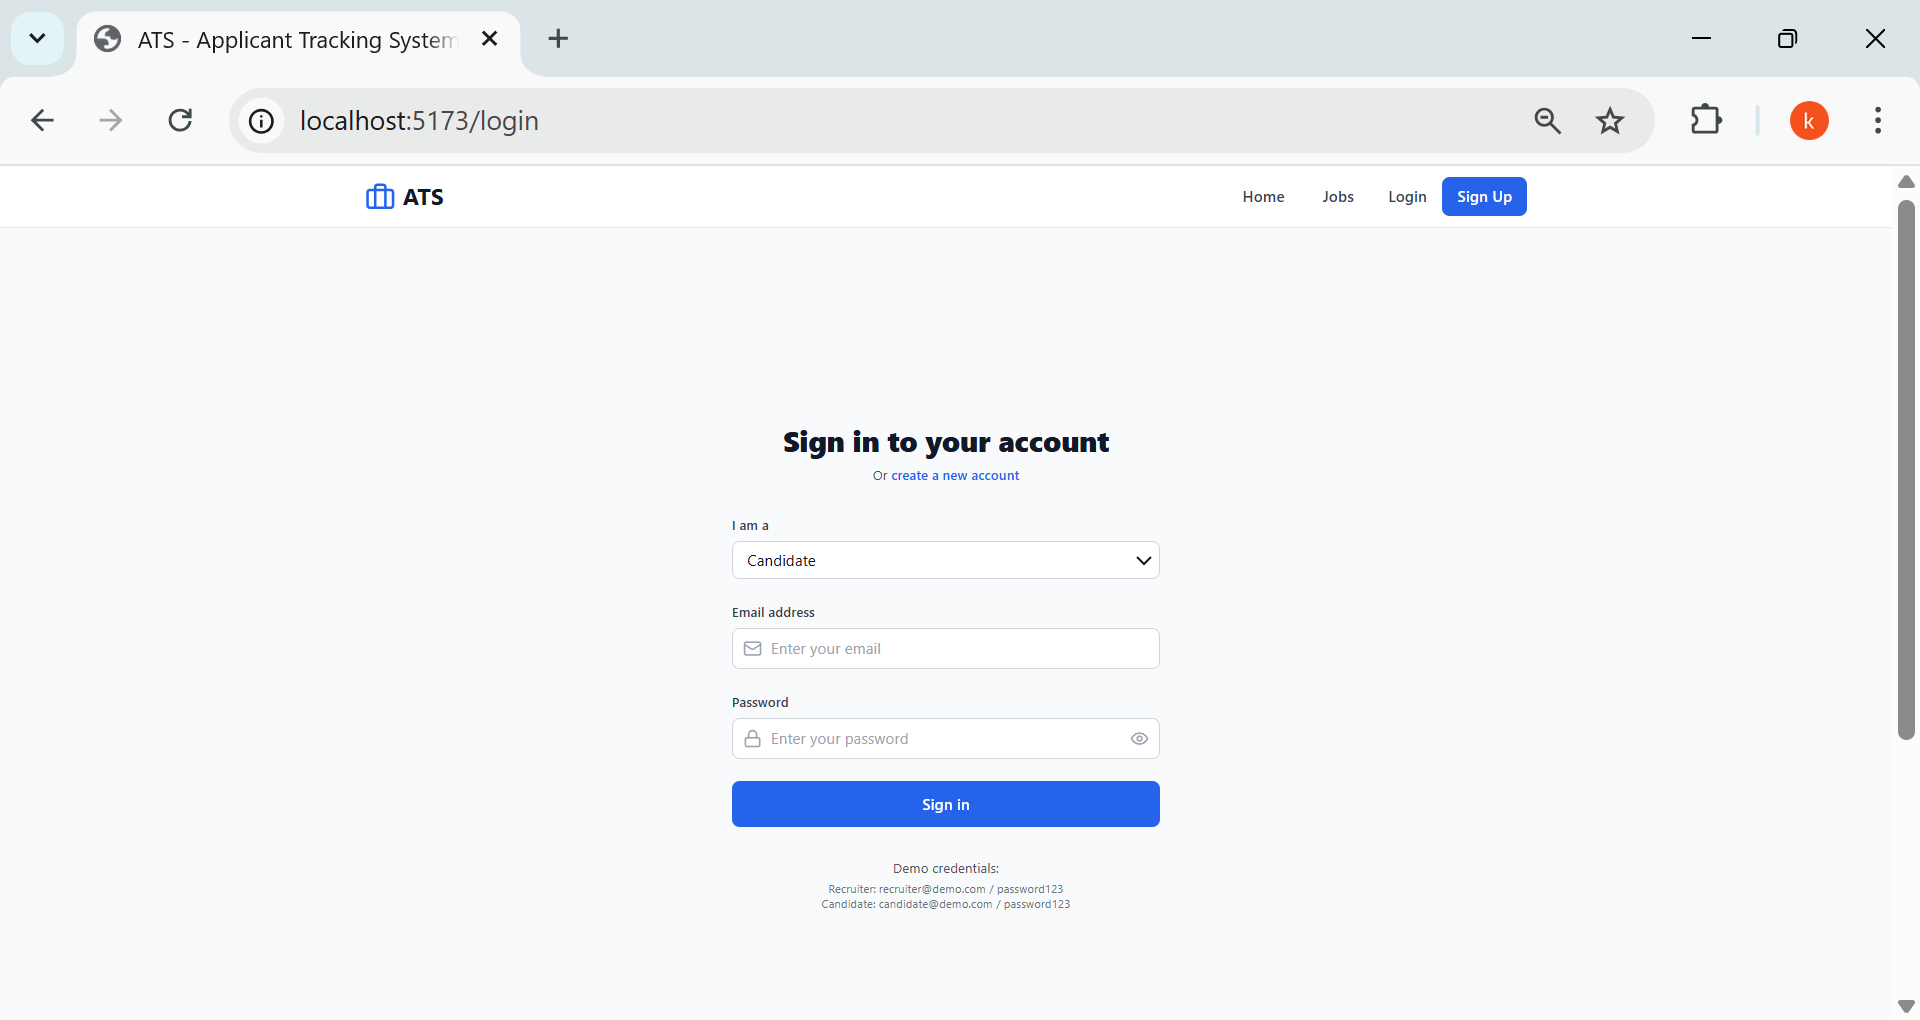 ATS - Applicant Tracking System
localhost:5173/login
k
ATS
Home
Jobs
Login
Sign Up
Sign in to your account
Or create a new account
I am a
Candidate
Email address
Enter your email
Password
Enter your password
Sign in
Demo credentials:
Recruiter: recruiter@demo.com / password123
Candidate: candidate@demo.com / password123